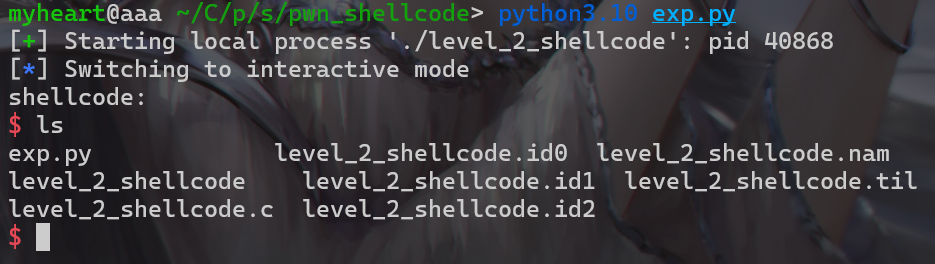 myheart@aaa ~/C/p/s/pwn_shellcode> python3.10 exp.py
[+] Starting local process './level_2_shellcode': pid 40868
[*] Switching to interactive mode
shellcode:
$ ls
exp.py             level_2_shellcode.id0  level_2_shellcode.nam
level_2_shellcode    level_2_shellcode.id1  level_2_shellcode.til
level_2_shellcode.c  level_2_shellcode.id2
$